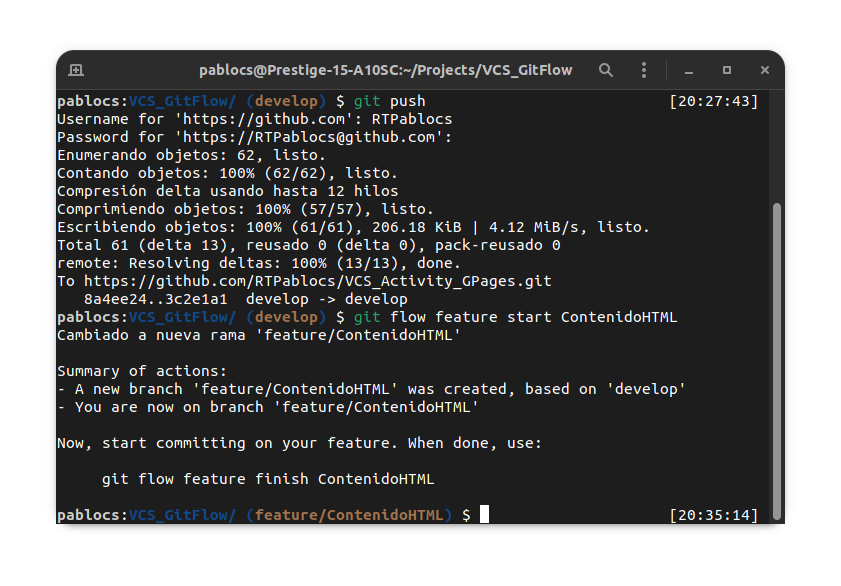 pablocs@Prestige-15-A10SC:~/Projects/VCS_GitFlow
pablocs:VCS_GitFlow/ (develop) $ git push [20:27:43]
Username for 'https://github.com': RTPablocs
Password for 'https://RTPablocs@github.com':
Enumerando objetos: 62, listo.
Contando objetos: 100% (62/62), listo.
Compresión delta usando hasta 12 hilos
Comprimiendo objetos: 100% (57/57), listo.
Escribiendo objetos: 100% (61/61), 206.18 KiB | 4.12 MiB/s, listo.
Total 61 (delta 13), reusado 0 (delta 0), pack-reusado 0
remote: Resolving deltas: 100% (13/13), done.
To https://github.com/RTPablocs/VCS_Activity_GPages.git
   8a4ee24..3c2e1a1  develop -> develop
pablocs:VCS_GitFlow/ (develop) $ git flow feature start ContenidoHTML
Cambiado a nueva rama 'feature/ContenidoHTML'

Summary of actions:
- A new branch 'feature/ContenidoHTML' was created, based on 'develop'
- You are now on branch 'feature/ContenidoHTML'

Now, start committing on your feature. When done, use:

     git flow feature finish ContenidoHTML

pablocs:VCS_GitFlow/ (feature/ContenidoHTML) $ [20:35:14]